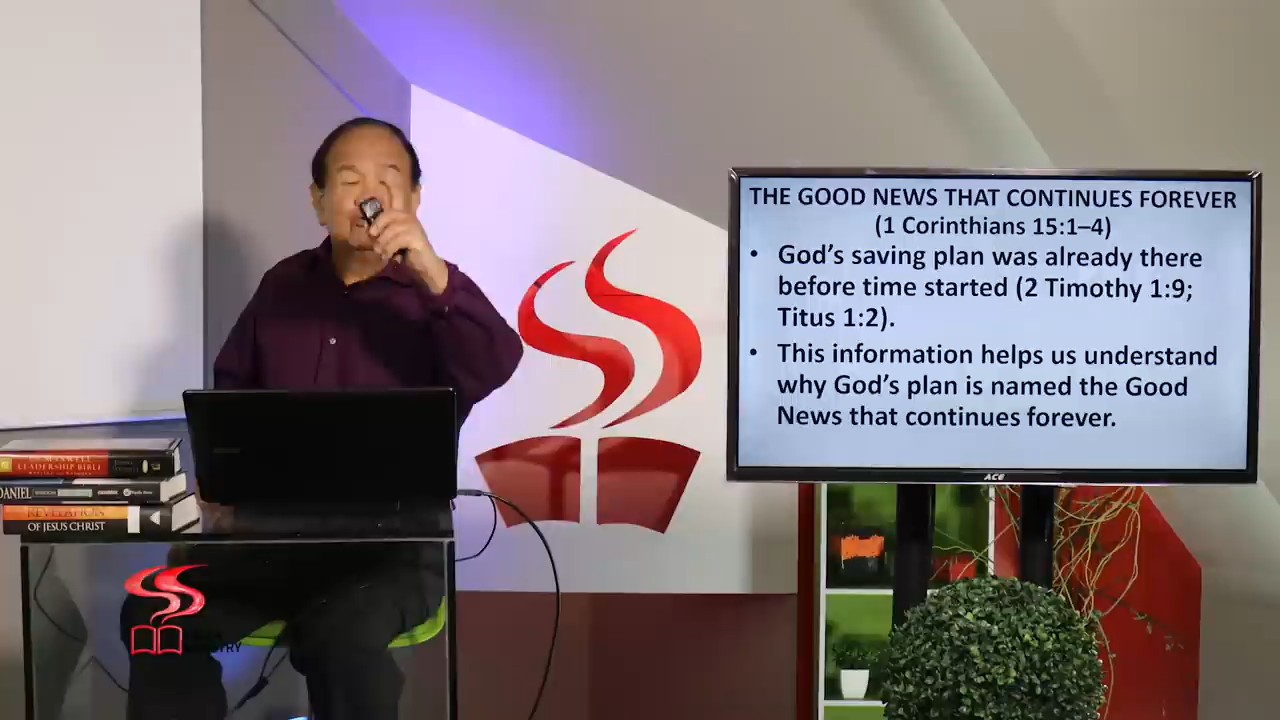 THE GOOD NEWS THAT CONTINUES FOREVER
(1 Corinthians 15:1–4)
• God’s saving plan was already there
before time started (2 Timothy 1:9;
Titus 1:2).
• This information helps us understand
why God’s plan is named the Good
News that continues forever.
ACE
MAXWELL
LEADERSHIP BIBLE
DANIEL
REVELATION
OF JESUS CHRIST